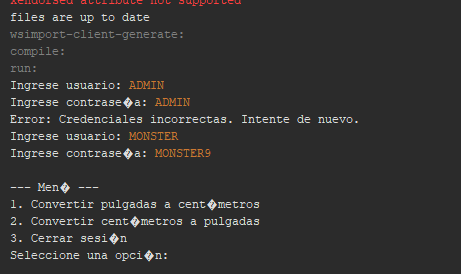 xendorsed attribute not supported
files are up to date
wsimport-client-generate:
compile:
run:
Ingrese usuario: ADMIN
Ingrese contrase�a: ADMIN
Error: Credenciales incorrectas. Intente de nuevo.
Ingrese usuario: MONSTER
Ingrese contrase�a: MONSTER9
--- Men� ---
1. Convertir pulgadas a cent�metros
2. Convertir cent�metros a pulgadas
3. Cerrar sesi�n
Seleccione una opci�n: